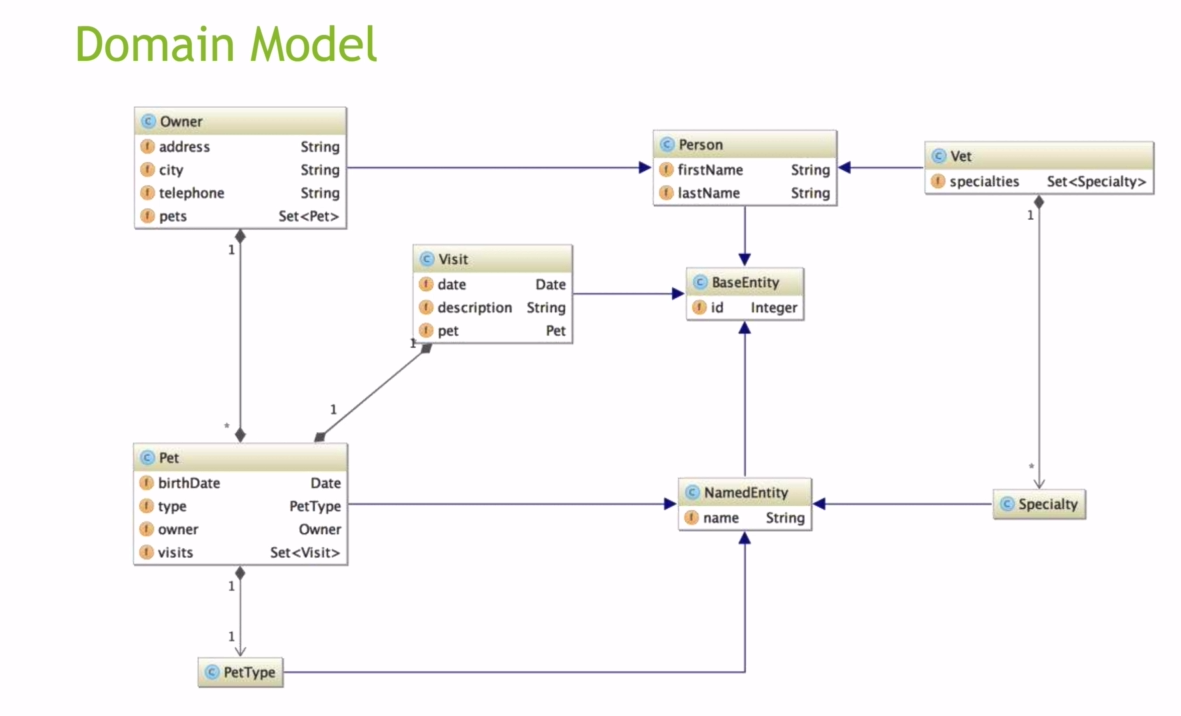 Domain Model
Owner
address String
city String
telephone String
pets Set<Pet>
1
*
Person
firstName String
lastName String
Vet
specialties Set<Specialty>
1
*
Visit
date Date
description String
pet Pet
1
1
BaseEntity
id Integer
Pet
birthDate Date
type PetType
owner Owner
visits Set<Visit>
1
1
NamedEntity
name String
Specialty
PetType